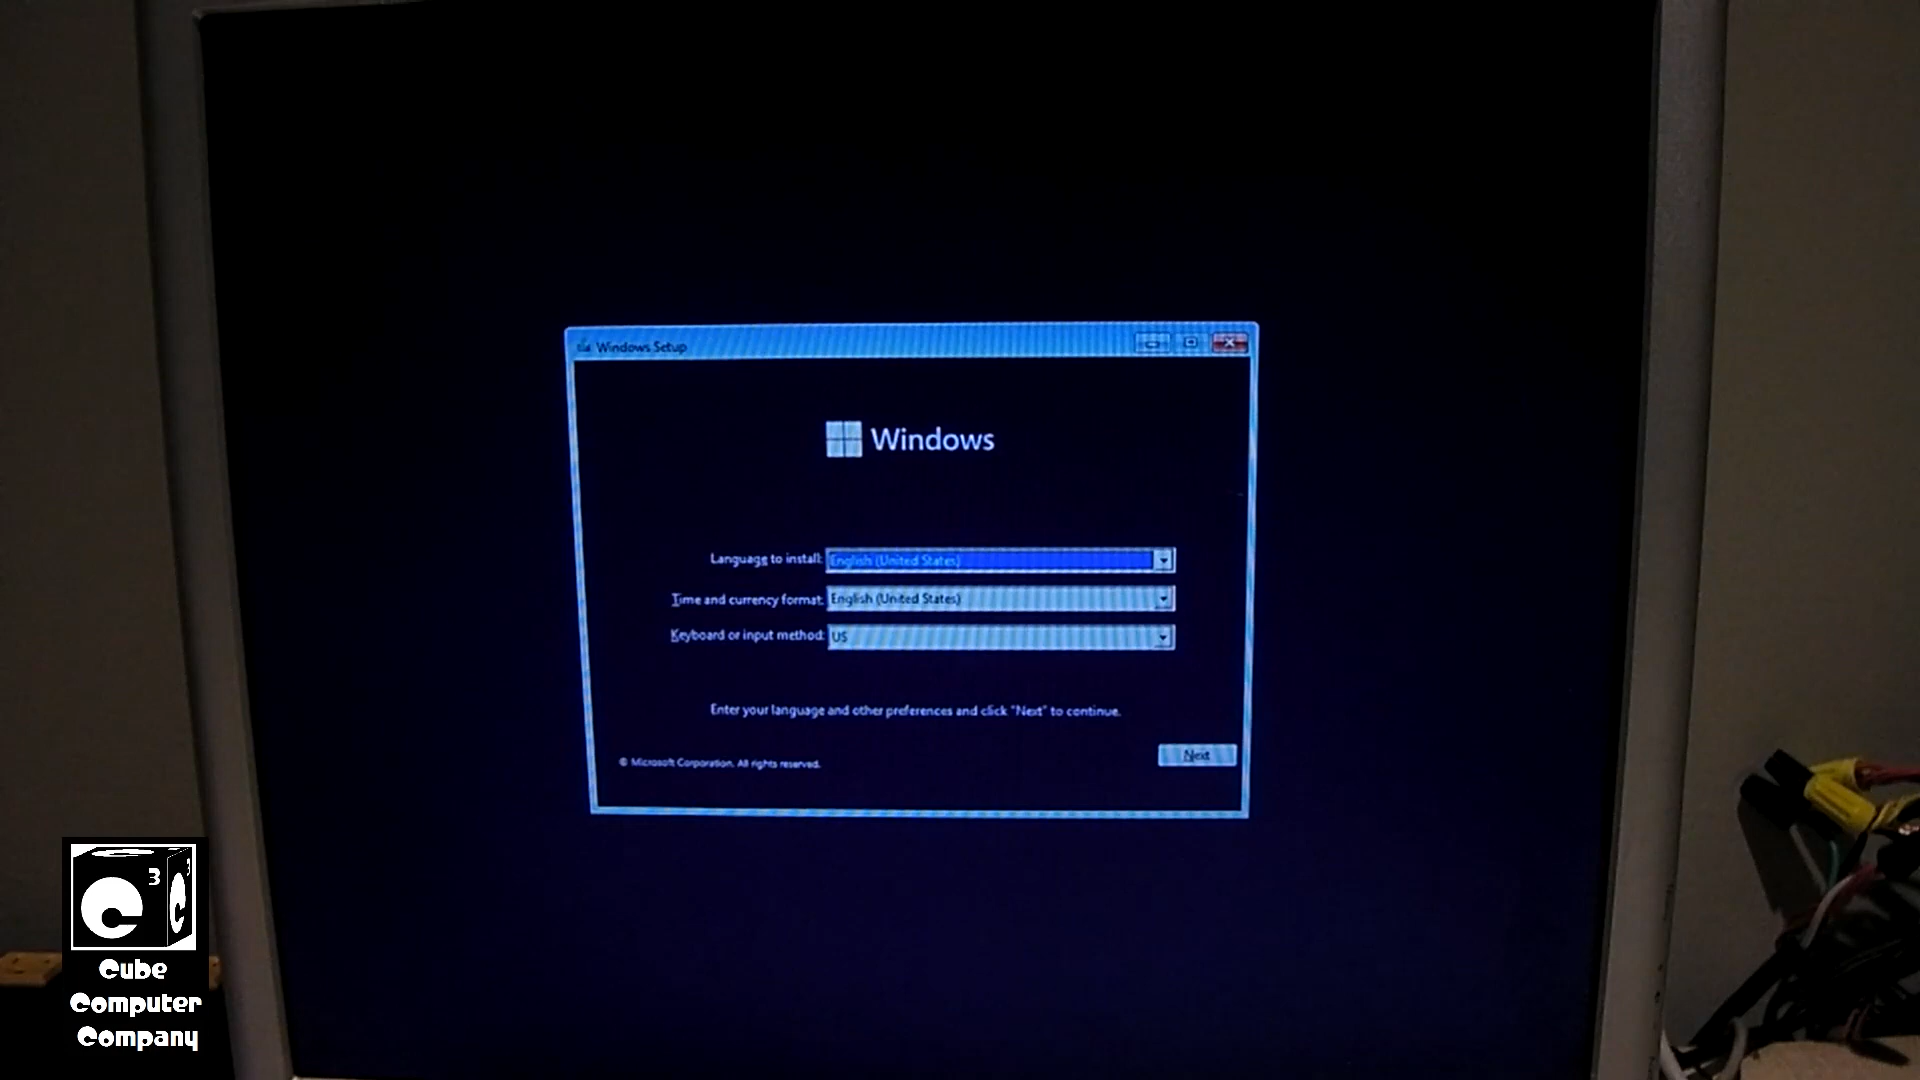 Windows Setup
Windows
Language to install: English (United States)
Time and currency format: English (United States)
Keyboard or input method: US
Enter your language and other preferences and click "Next" to continue.
Next
© Microsoft Corporation. All rights reserved.
C 3 C 3
Cube
Computer
Company